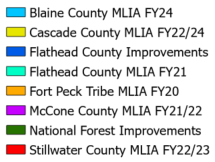 Blaine County MLIA FY24
Cascade County MLIA FY22/24
Flathead County Improvements
Flathead County MLIA FY21
Fort Peck Tribe MLIA FY20
McCone County MLIA FY21/22
National Forest Improvements
Stillwater County MLIA FY22/23